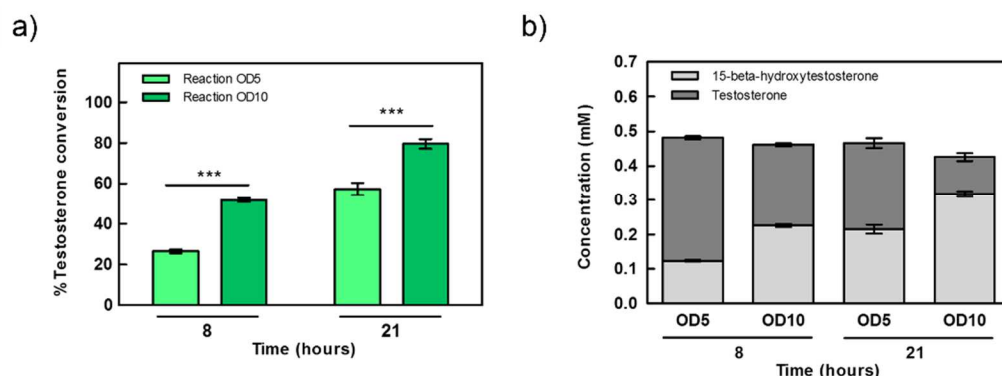 a)
% Testosterone conversion
100
80
60
40
20
0
Reaction OD5
Reaction OD10
***
***
8
21
Time (hours)
b)
Concentration (mM)
0.7
0.6
0.5
0.4
0.3
0.2
0.1
0.0
15-beta-hydroxytestosterone
Testosterone
OD5 OD10 OD5 OD10
8 21
Time (hours)